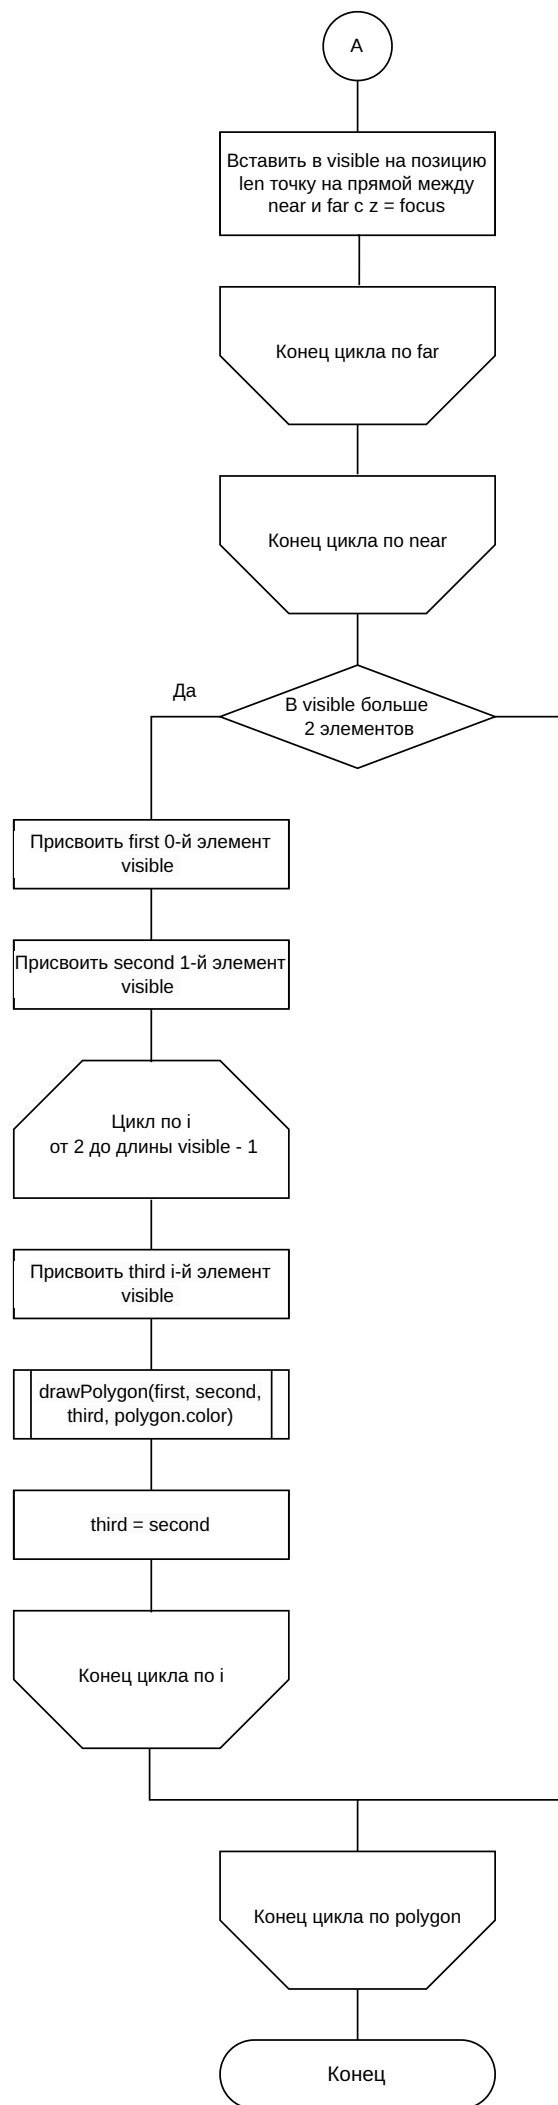 A
Вставить в visible на позицию
len точку на прямой между
near и far с z = focus
Конец цикла по far
Конец цикла по near
Да
В visible больше
2 элементов
Присвоить first 0-й элемент
visible
Присвоить second 1-й элемент
visible
Цикл по i
от 2 до длины visible - 1
Присвоить third i-й элемент
visible
drawPolygon(first, second,
third, polygon.color)
third = second
Конец цикла по i
Конец цикла по polygon
Конец